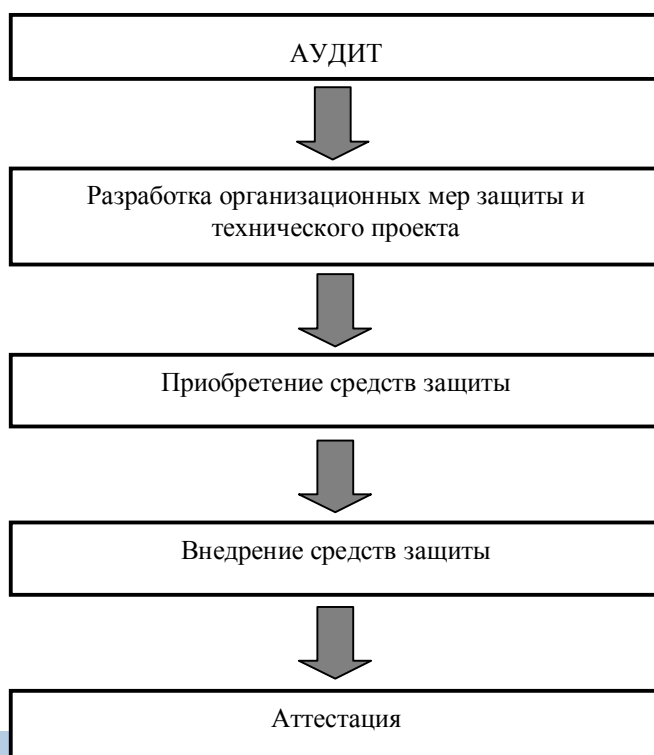 АУДИТ
Разработка организационных мер защиты и
технического проекта
Приобретение средств защиты
Внедрение средств защиты
Аттестация